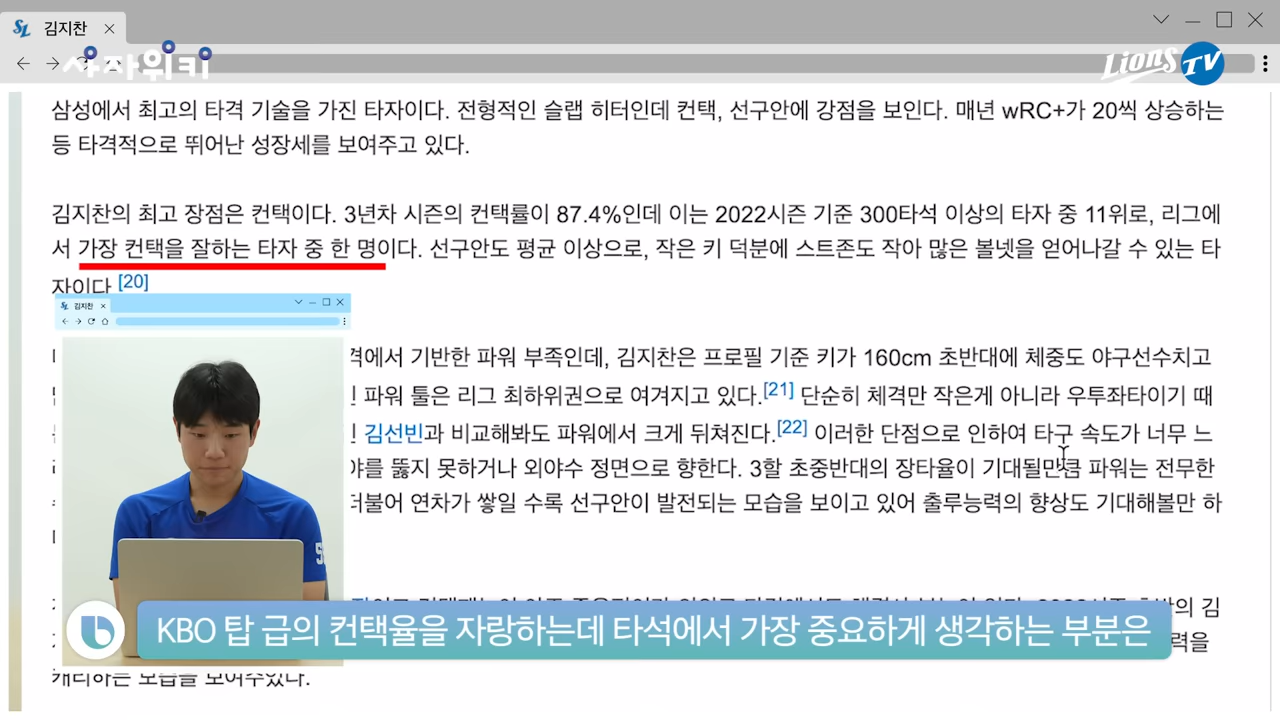 SL 김지찬
사자위키
Lions TV
삼성에서 최고의 타격 기술을 가진 타자이다. 전형적인 슬랩 히터인데 컨택, 선구안에 강점을 보인다. 매년 wRC+가 20씩 상승하는
등 타격적으로 뛰어난 성장세를 보여주고 있다.
김지찬의 최고 장점은 컨택이다. 3년차 시즌의 컨택률이 87.4%인데 이는 2022시즌 기준 300타석 이상의 타자 중 11위로, 리그에
서 가장 컨택을 잘하는 타자 중 한 명이다. 선구안도 평균 이상으로, 작은 키 덕분에 스트존도 작아 많은 볼넷을 얻어나갈 수 있는 타
자이다 [20]
SL 김지찬
격에서 기반한 파워 부족인데, 김지찬은 프로필 기준 키가 160cm 초반대에 체중도 야구선수치고
파워 툴은 리그 최하위권으로 여겨지고 있다.[21] 단순히 체격만 작은게 아니라 우투좌타이기 때
김선빈과 비교해봐도 파워에서 크게 뒤쳐진다.[22] 이러한 단점으로 인하여 타구 속도가 너무 느
야를 뚫지 못하거나 외야수 정면으로 향한다. 3할 초중반대의 장타율이 기대될만큼 파워는 전무한
더불어 연차가 쌓일 수록 선구안이 발전되는 모습을 보이고 있어 출루능력의 향상도 기대해볼만 하
의 김
KBO 탑 급의 컨택율을 자랑하는데 타석에서 가장 중요하게 생각하는 부분은
력을
캐리하는 모습을 보여주었다.